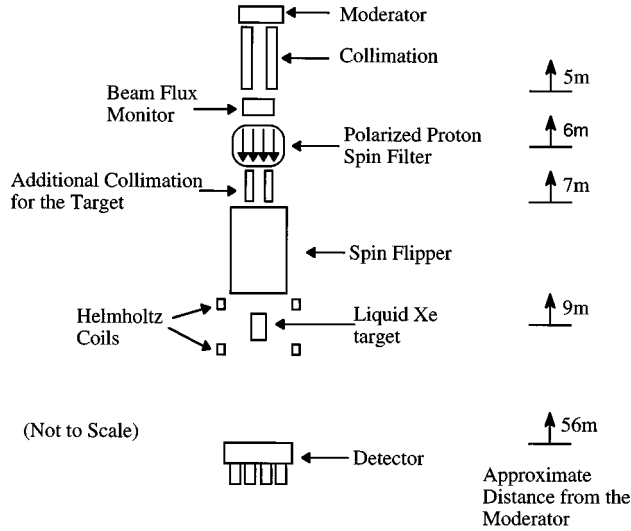 Moderator
Collimation
5m
Beam Flux
Monitor
Polarized Proton
Spin Filter
6m
Additional Collimation
for the Target
7m
Spin Flipper
Helmholtz
Coils
Liquid Xe
target
9m
(Not to Scale)
56m
Detector
Approximate
Distance from the
Moderator